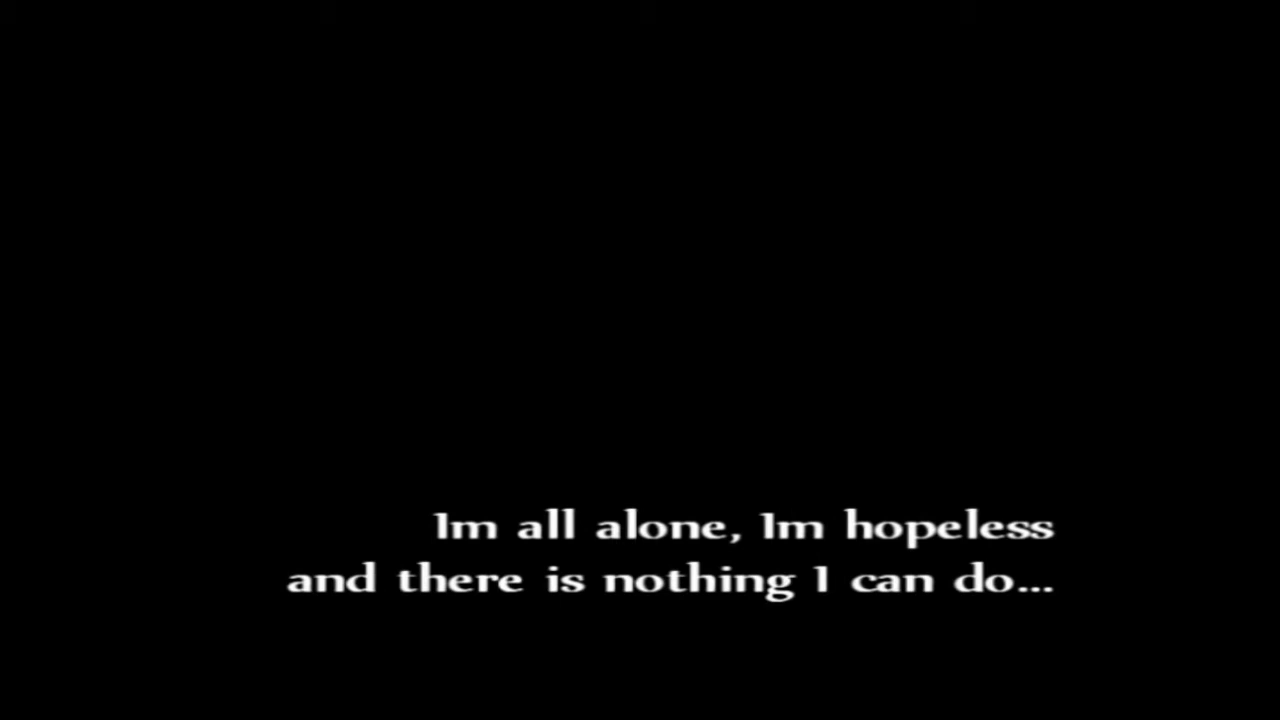 Im all alone, Im hopeless
and there is nothing I can do...